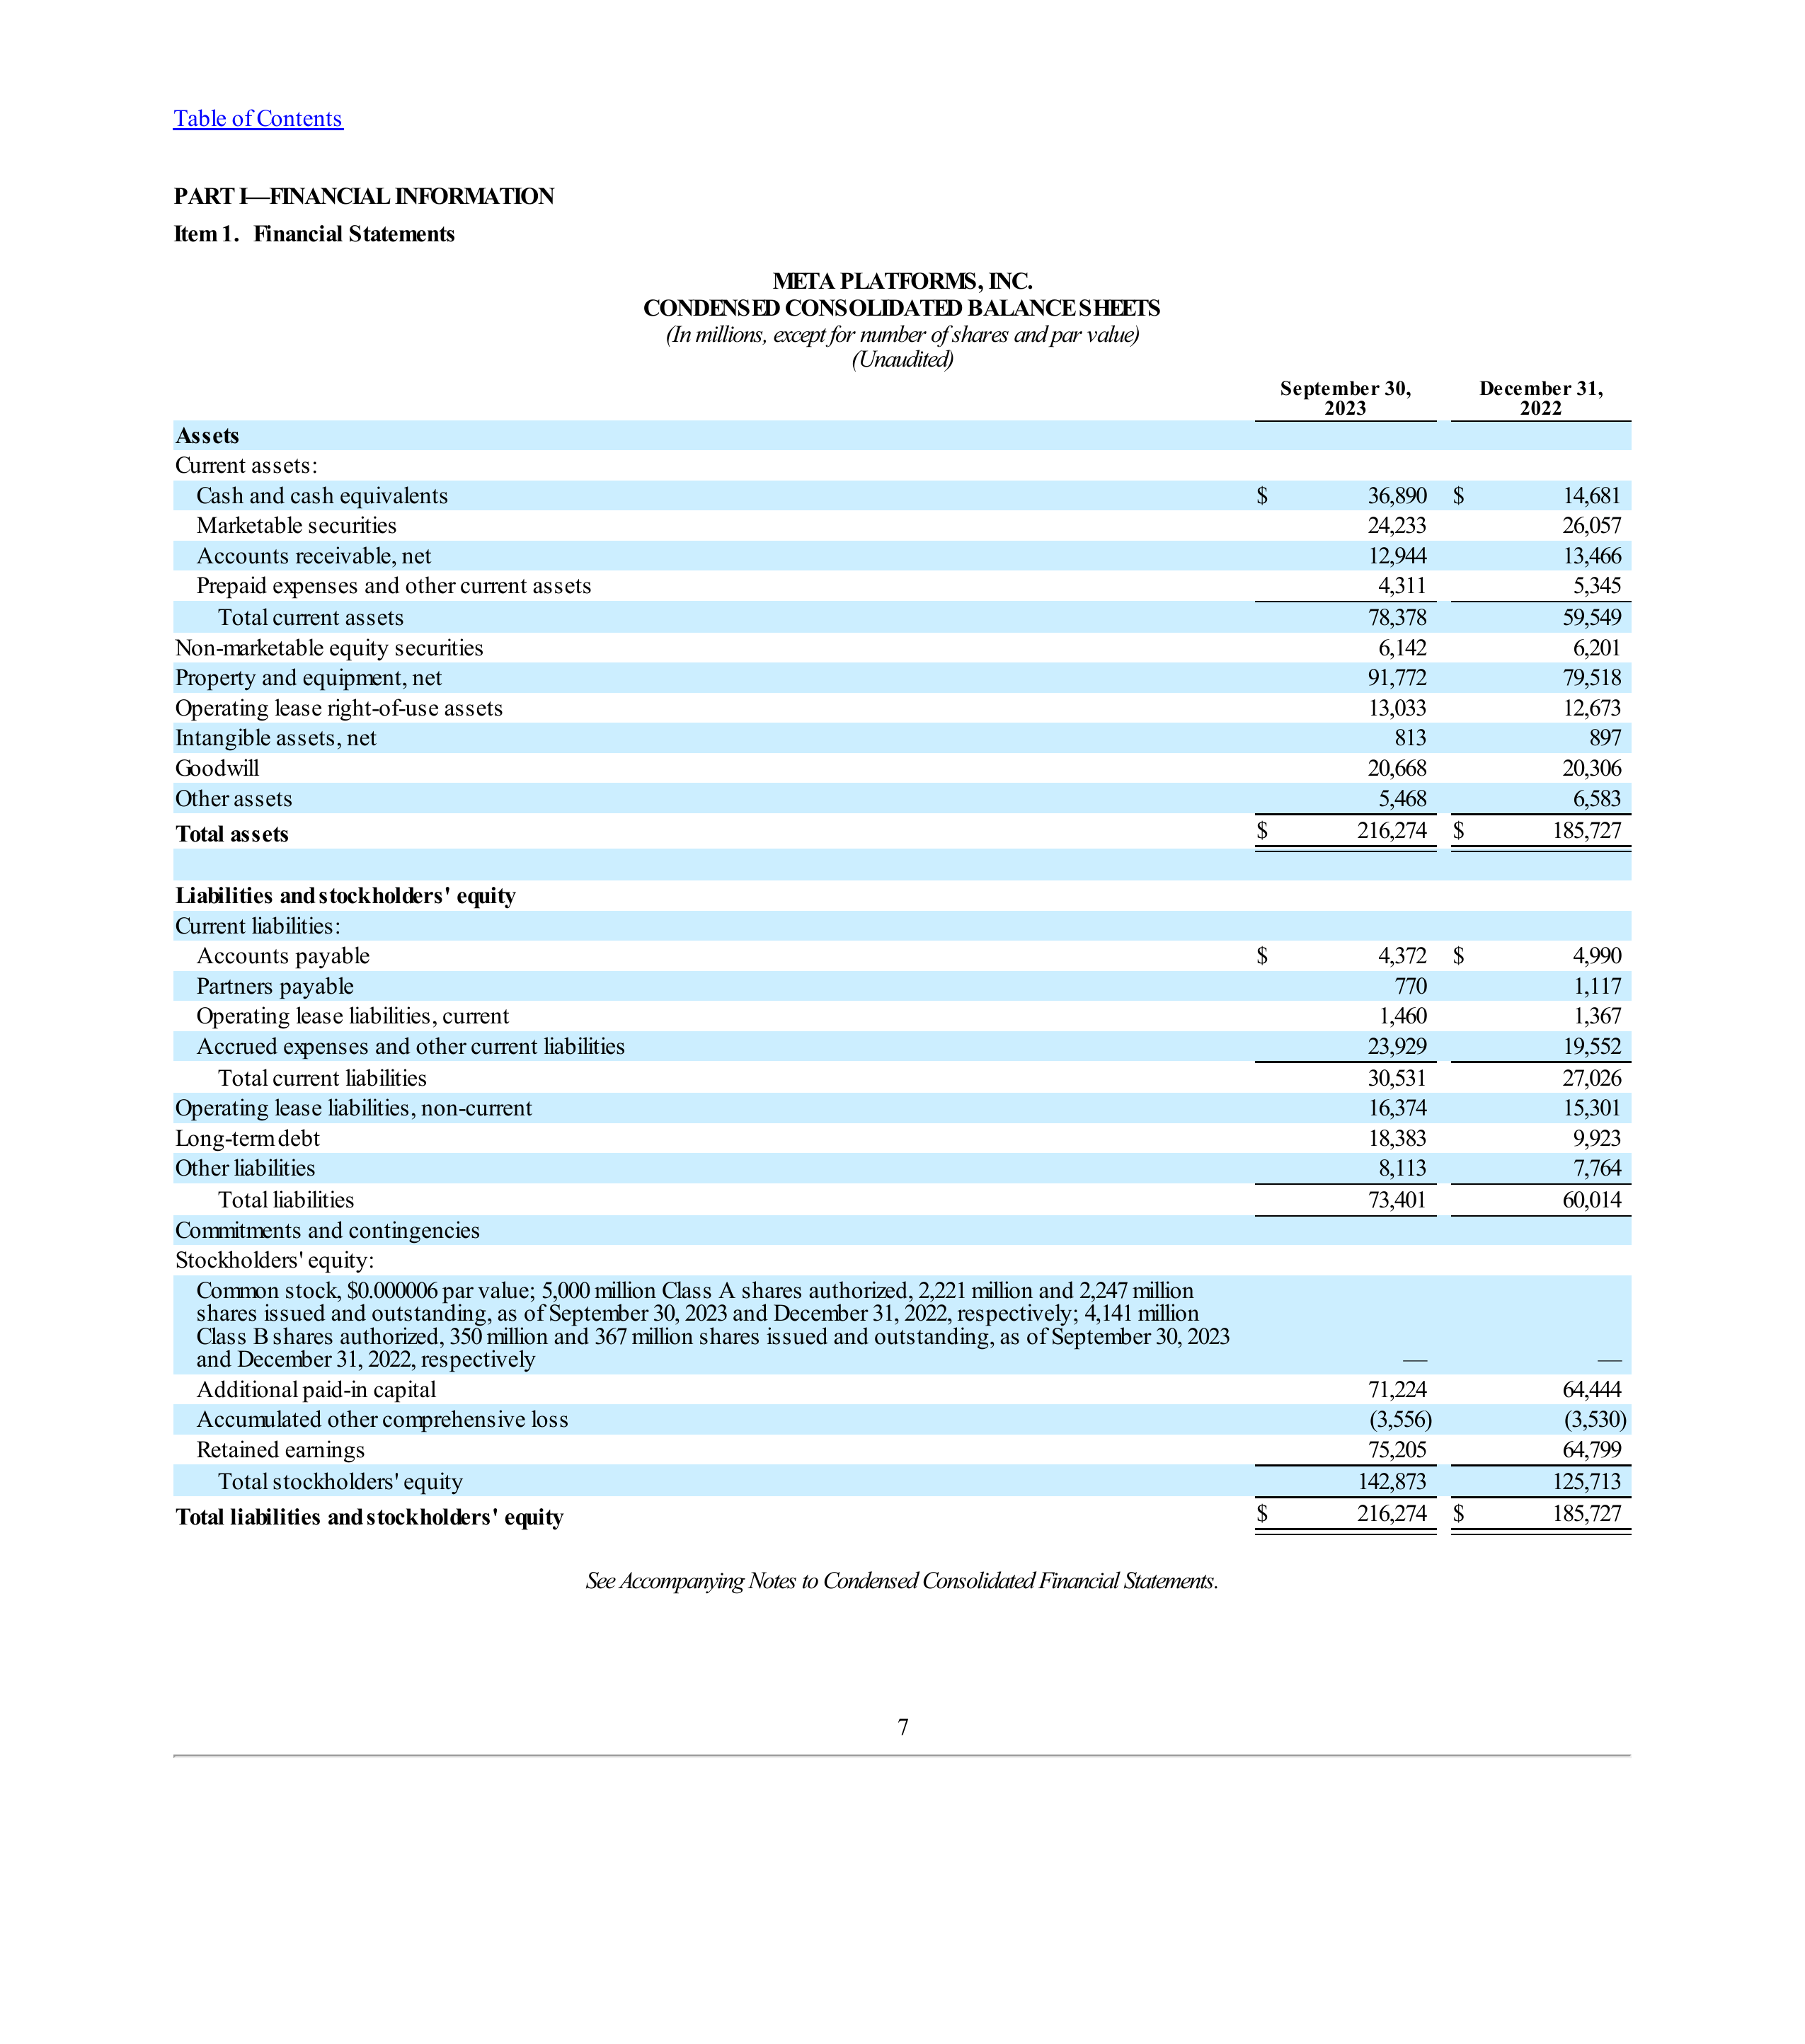 Table of Contents
PART I—FINANCIAL INFORMATION
Item 1. Financial Statements
META PLATFORMS, INC.
CONDENSED CONSOLIDATED BALANCE SHEETS
(In millions, except for number of shares and par value)
(Unaudited)
September 30, 2023 December 31, 2022
Assets
Current assets:
Cash and cash equivalents $ 36,890 $ 14,681
Marketable securities 24,233 26,057
Accounts receivable, net 12,944 13,466
Prepaid expenses and other current assets 4,311 5,345
Total current assets 78,378 59,549
Non-marketable equity securities 6,142 6,201
Property and equipment, net 91,772 79,518
Operating lease right-of-use assets 13,033 12,673
Intangible assets, net 813 897
Goodwill 20,668 20,306
Other assets 5,468 6,583
Total assets $ 216,274 $ 185,727
Liabilities and stockholders' equity
Current liabilities:
Accounts payable $ 4,372 $ 4,990
Partners payable 770 1,117
Operating lease liabilities, current 1,460 1,367
Accrued expenses and other current liabilities 23,929 19,552
Total current liabilities 30,531 27,026
Operating lease liabilities, non-current 16,374 15,301
Long-term debt 18,383 9,923
Other liabilities 8,113 7,764
Total liabilities 73,401 60,014
Commitments and contingencies
Stockholders' equity:
Common stock, $0.000006 par value; 5,000 million Class A shares authorized, 2,221 million and 2,247 million
shares issued and outstanding, as of September 30, 2023 and December 31, 2022, respectively; 4,141 million
Class B shares authorized, 350 million and 367 million shares issued and outstanding, as of September 30, 2023
and December 31, 2022, respectively — —
Additional paid-in capital 71,224 64,444
Accumulated other comprehensive loss (3,556) (3,530)
Retained earnings 75,205 64,799
Total stockholders' equity 142,873 125,713
Total liabilities and stockholders' equity $ 216,274 $ 185,727
See Accompanying Notes to Condensed Consolidated Financial Statements.
7